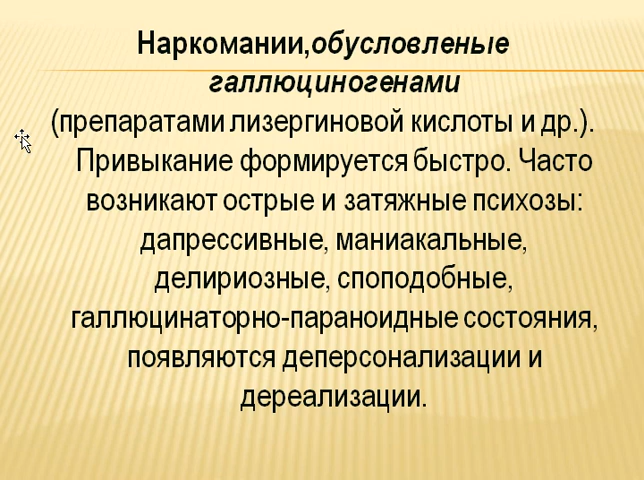 Наркомании,обусловленые
галлюциногенами
(препаратами лизергиновой кислоты и др.).
Привыкание формируется быстро. Часто
возникают острые и затяжные психозы:
дапрессивные, маниакальные,
делириозные, споподобные,
галлюцинаторно-параноидные состояния,
появляются деперсонализации и
дереализации.